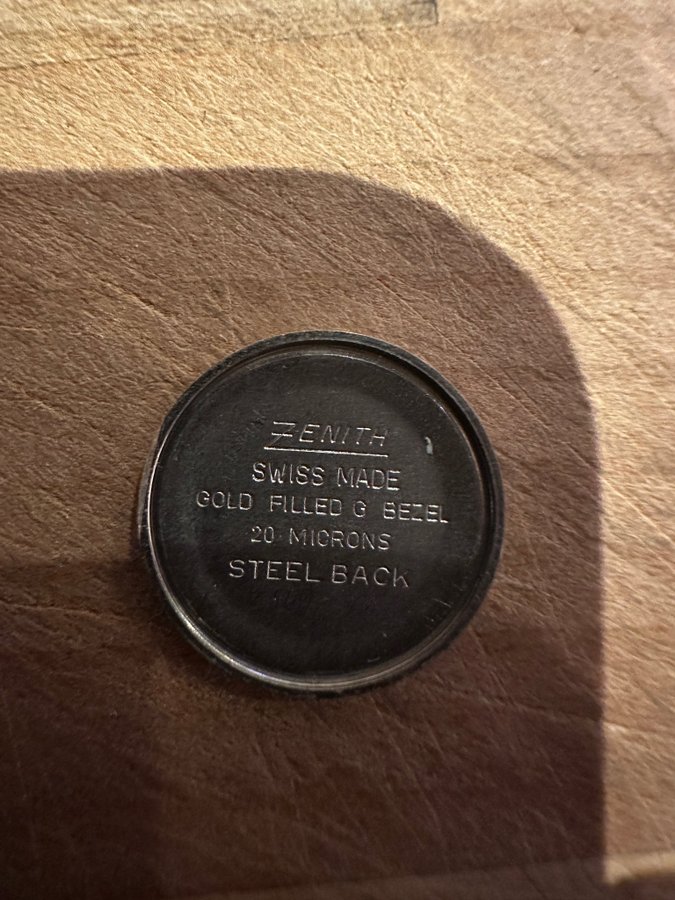 ZENITH
SWISS MADE
GOLD FILLED G BEZEL
20 MICRONS
STEEL BACK